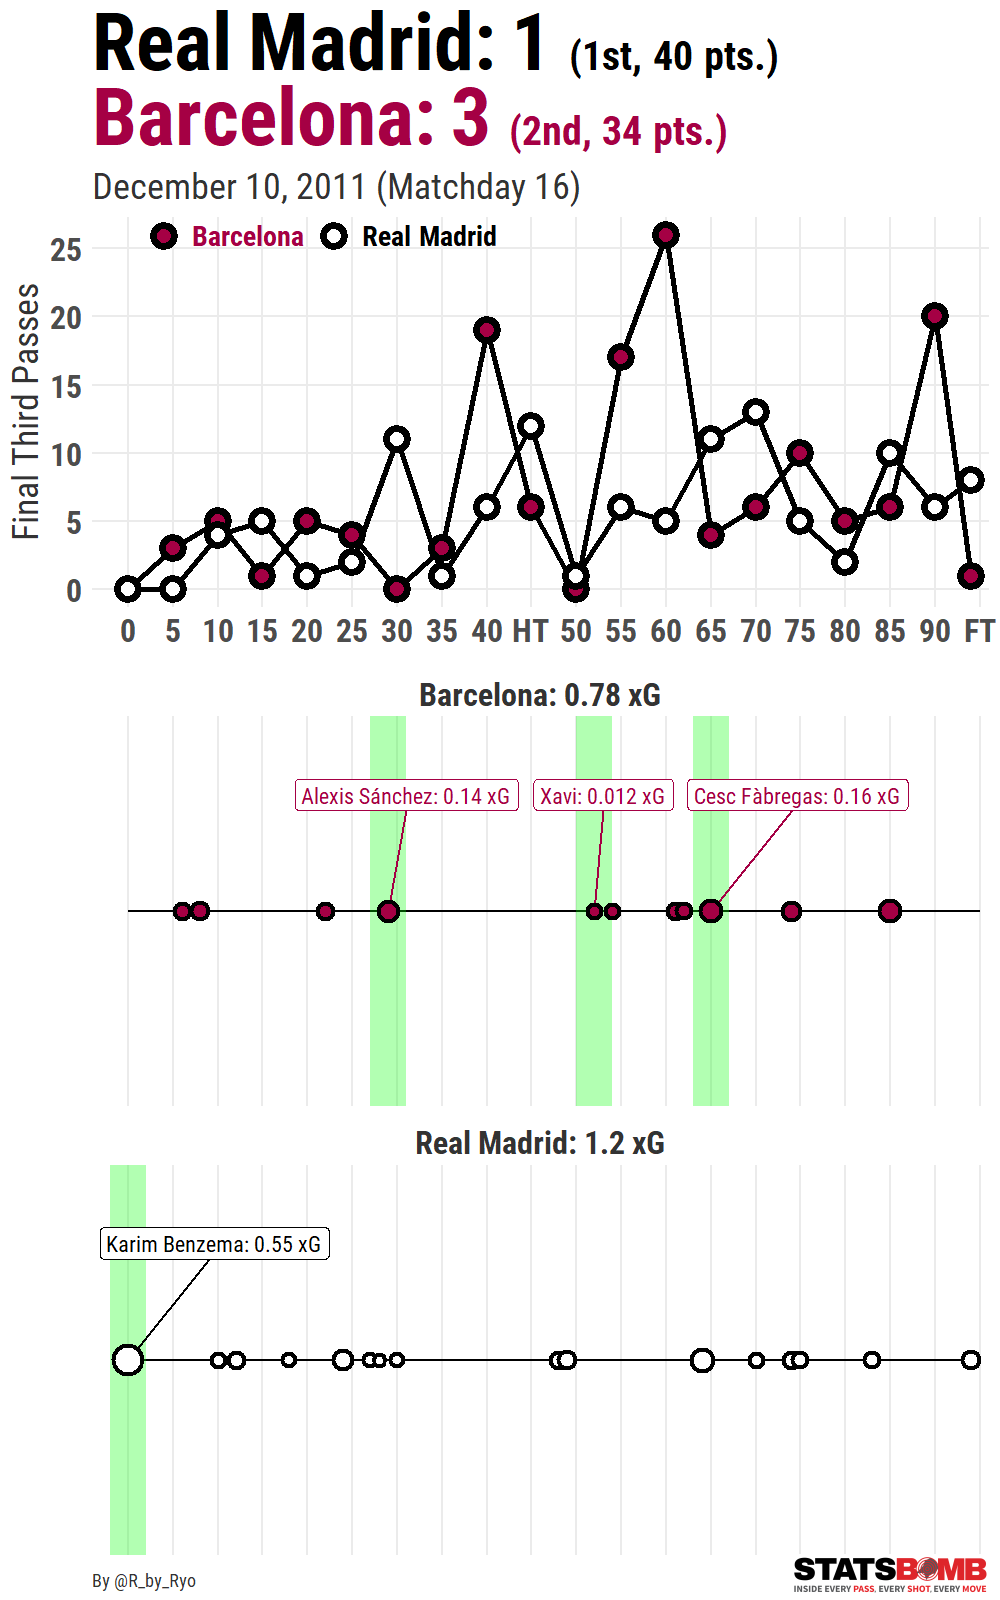 Real Madrid: 1 (1st, 40 pts.)
Barcelona: 3 (2nd, 34 pts.)
December 10, 2011 (Matchday 16)
Barcelona Real Madrid
Final Third Passes
25
20
15
10
5
0
0 5 10 15 20 25 30 35 40 HT 50 55 60 65 70 75 80 85 90 FT
Barcelona: 0.78 xG
Alexis Sánchez: 0.14 xG Xavi: 0.012 xG Cesc Fàbregas: 0.16 xG
Real Madrid: 1.2 xG
Karim Benzema: 0.55 xG
By @R_by_Ryo
STATSBOMB
INSIDE EVERY PASS, EVERY SHOT, EVERY MOVE